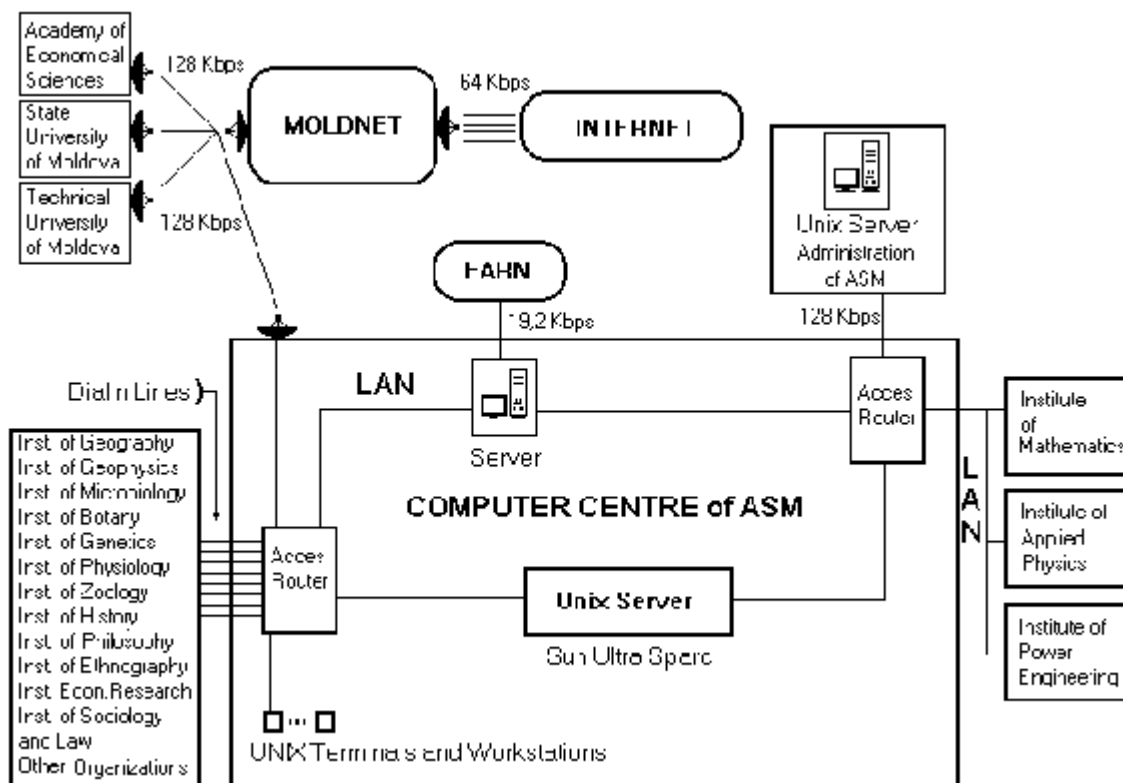 Academy of
Economical
Sciences
128 Kbps
State
University
of Moldova
Technical
University
of Moldova
128 Kbps
MOLDNET
64 Kbps
INTERNET
Unix Server
Administration
of ASM
128 Kbps
EARN
19,2 Kbps
LAN
Server
Acces
Router
Institute
of
Mathematics
LAN
Institute of
Applied
Physics
Institute of
Power
Engineering
Dial n Lines
Inst. of Geography
Inst. of Geophysics
Inst. of Microbiology
Inst. of Botany
Inst. of Genetics
Inst. of Physiology
Inst. of Zoology
Inst. of History
Inst. of Philosophy
Inst. of Ethnography
Inst. Econ.Research
Inst. of Sociology
and Law
Other Organizations
COMPUTER CENTRE of ASM
Acces
Router
Unix Server
Sun Ultra Sparc
UNIX Terminals and Workstations